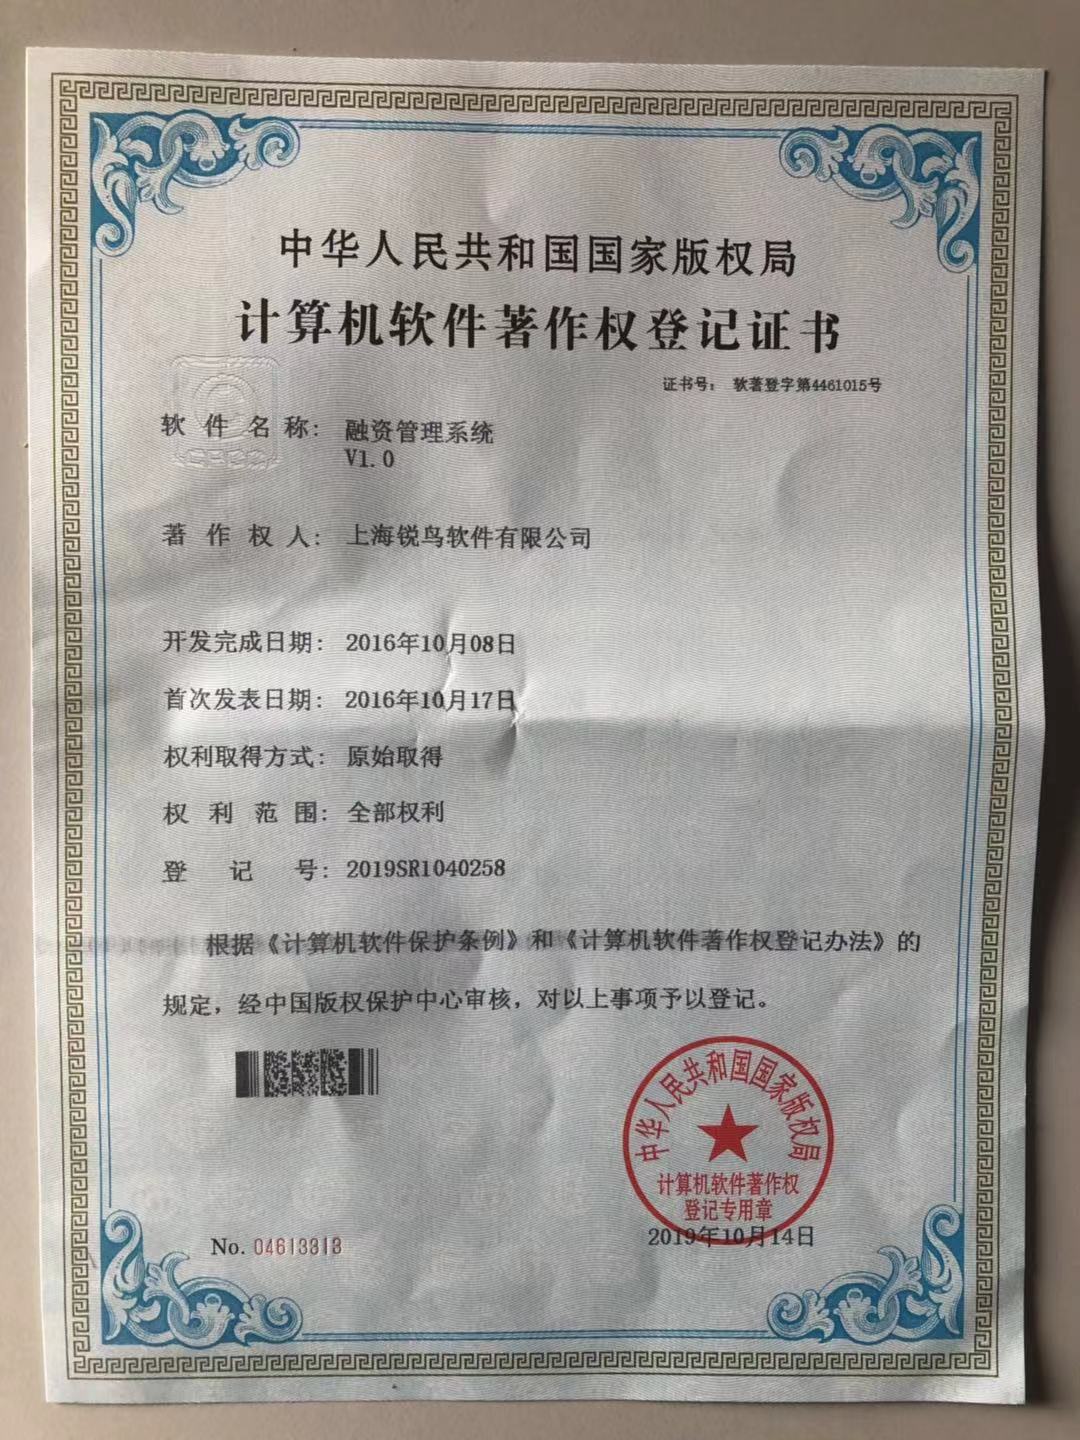 中华人民共和国国家版权局
计算机软件著作权登记证书
证书号： 软著登字第4461015号
软件名称： 融资管理系统
V1.0
著作权人： 上海锐鸟软件有限公司
开发完成日期： 2016年10月08日
首次发表日期： 2016年10月17日
权利取得方式： 原始取得
权利范围： 全部权利
登记号： 2019SR1040258
根据《计算机软件保护条例》和《计算机软件著作权登记办法》的
规定，经中国版权保护中心审核，对以上事项予以登记。
中华人民共和国国家版权局
计算机软件著作权
登记专用章
2019年10月14日
No. 04613313